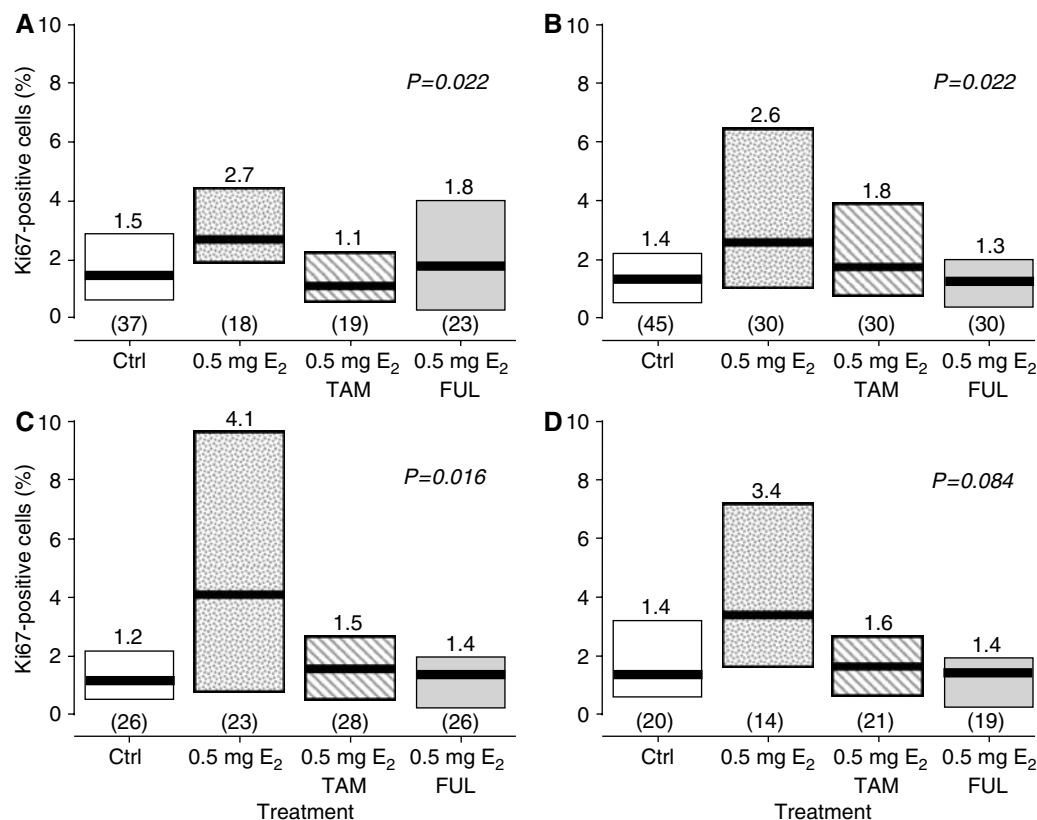 A
Ki67-positive cells (%)
10
8
6
4
2
0
P=0.022
1.5
2.7
1.1
1.8
(37) (18) (19) (23)
Ctrl 0.5 mg E2 0.5 mg E2 0.5 mg E2
TAM FUL
B
10
8
6
4
2
0
P=0.022
1.4
2.6
1.8
1.3
(45) (30) (30) (30)
Ctrl 0.5 mg E2 0.5 mg E2 0.5 mg E2
TAM FUL
C
Ki67-positive cells (%)
10
8
6
4
2
0
P=0.016
1.2
4.1
1.5
1.4
(26) (23) (28) (26)
Ctrl 0.5 mg E2 0.5 mg E2 0.5 mg E2
TAM FUL
Treatment
D
10
8
6
4
2
0
P=0.084
1.4
3.4
1.6
1.4
(20) (14) (21) (19)
Ctrl 0.5 mg E2 0.5 mg E2 0.5 mg E2
TAM FUL
Treatment